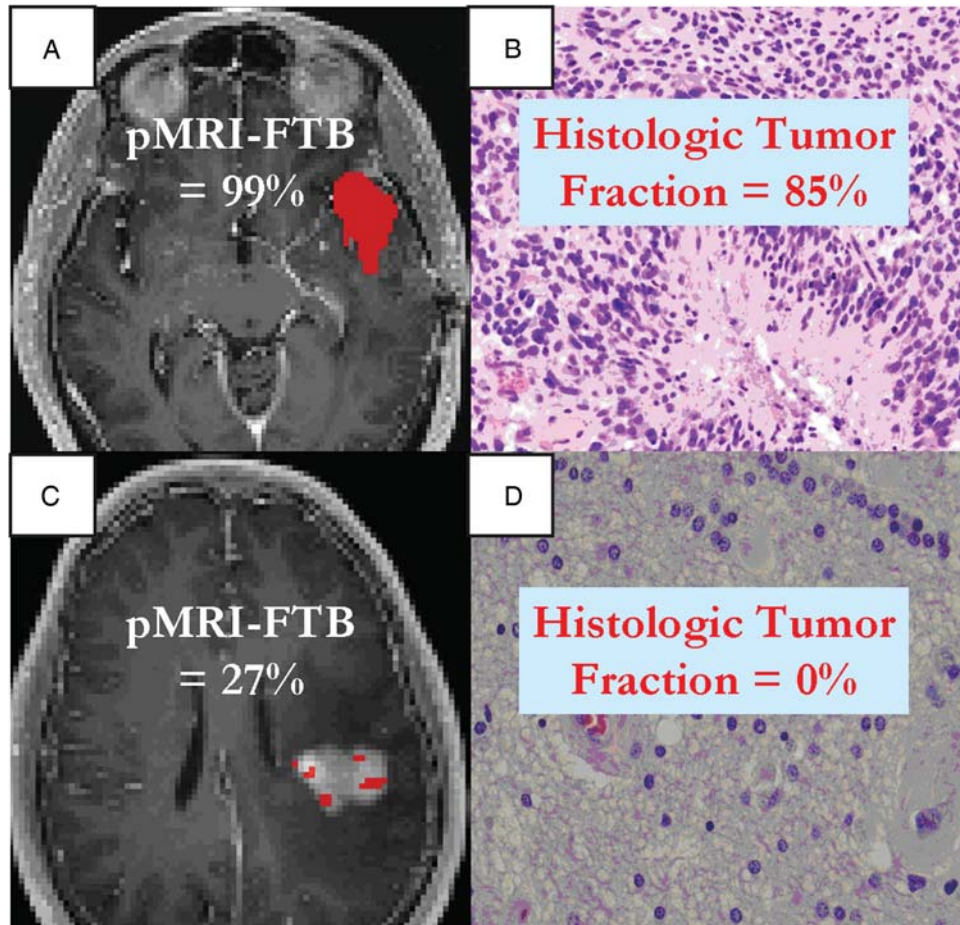 A
pMRI-FTB
= 99%
B
Histologic Tumor
Fraction = 85%
C
pMRI-FTB
= 27%
D
Histologic Tumor
Fraction = 0%